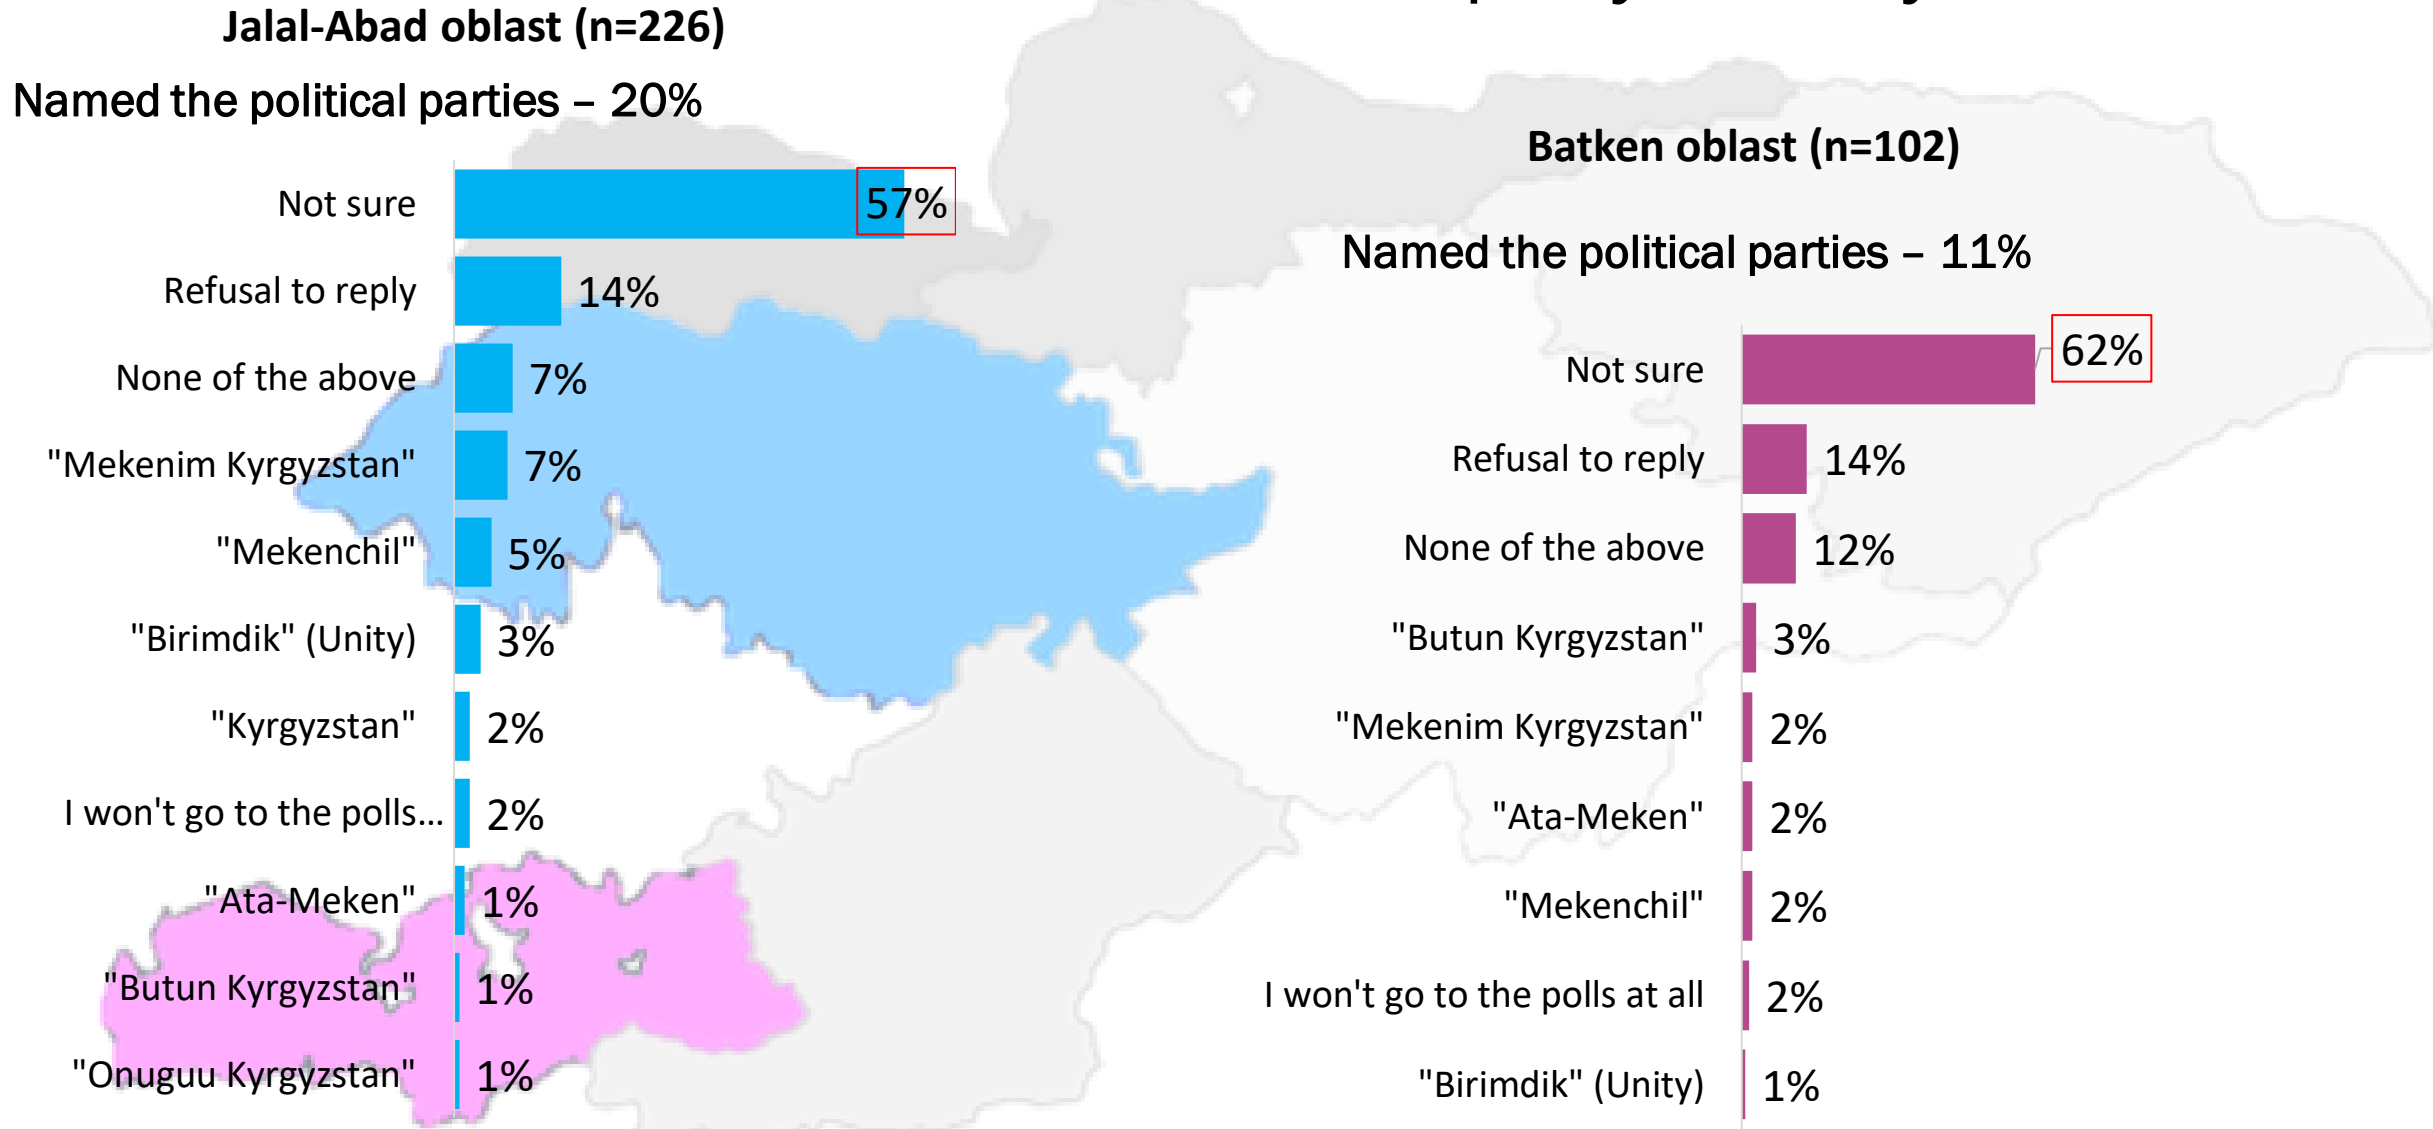 Jalal-Abad oblast (n=226)
Named the political parties – 20%
Not sure 57%
Refusal to reply 14%
None of the above 7%
"Mekenim Kyrgyzstan" 7%
"Mekenchil" 5%
"Birimdik" (Unity) 3%
"Kyrgyzstan" 2%
I won't go to the polls... 2%
"Ata-Meken" 1%
"Butun Kyrgyzstan" 1%
"Onuguu Kyrgyzstan" 1%
Batken oblast (n=102)
Named the political parties – 11%
Not sure 62%
Refusal to reply 14%
None of the above 12%
"Butun Kyrgyzstan" 3%
"Mekenim Kyrgyzstan" 2%
"Ata-Meken" 2%
"Mekenchil" 2%
I won't go to the polls at all 2%
"Birimdik" (Unity) 1%